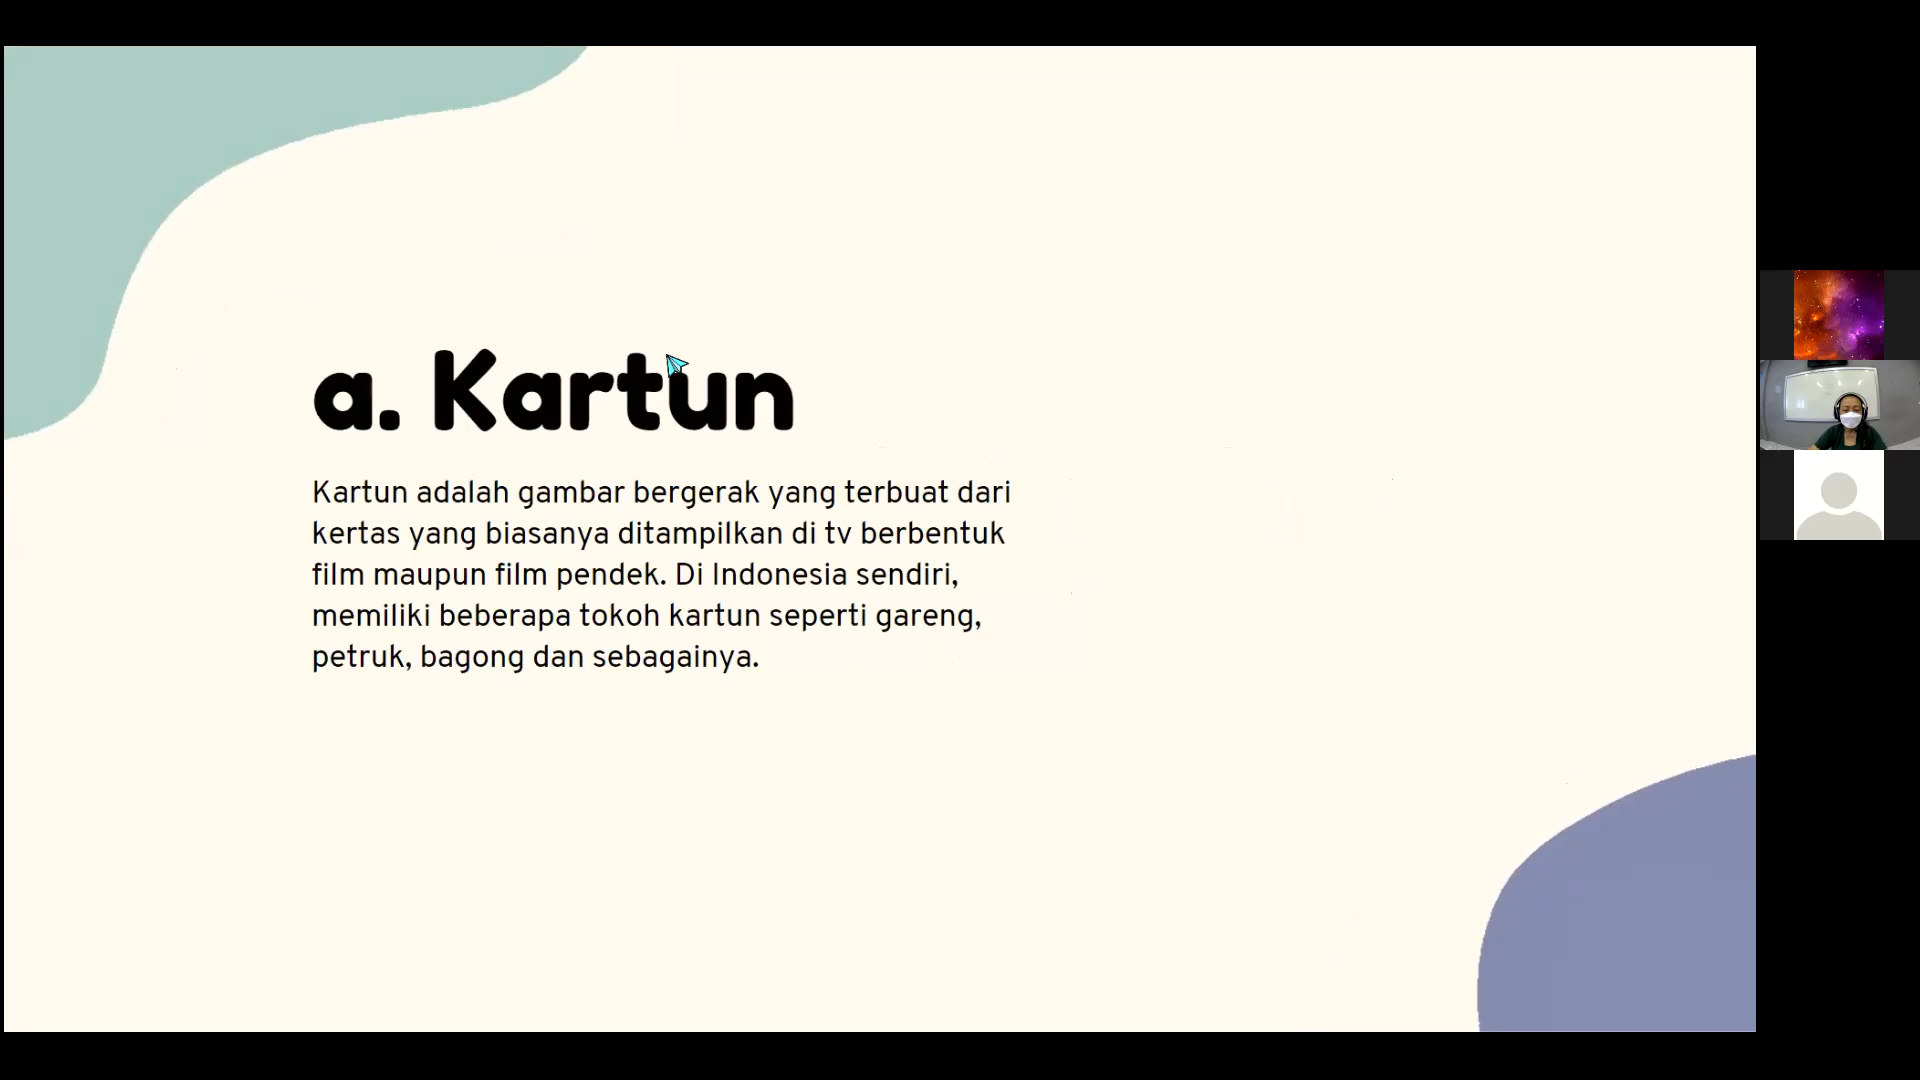 a. Kartun
Kartun adalah gambar bergerak yang terbuat dari
kertas yang biasanya ditampilkan di tv berbentuk
film maupun film pendek. Di Indonesia sendiri,
memiliki beberapa tokoh kartun seperti gareng,
petruk, bagong dan sebagainya.